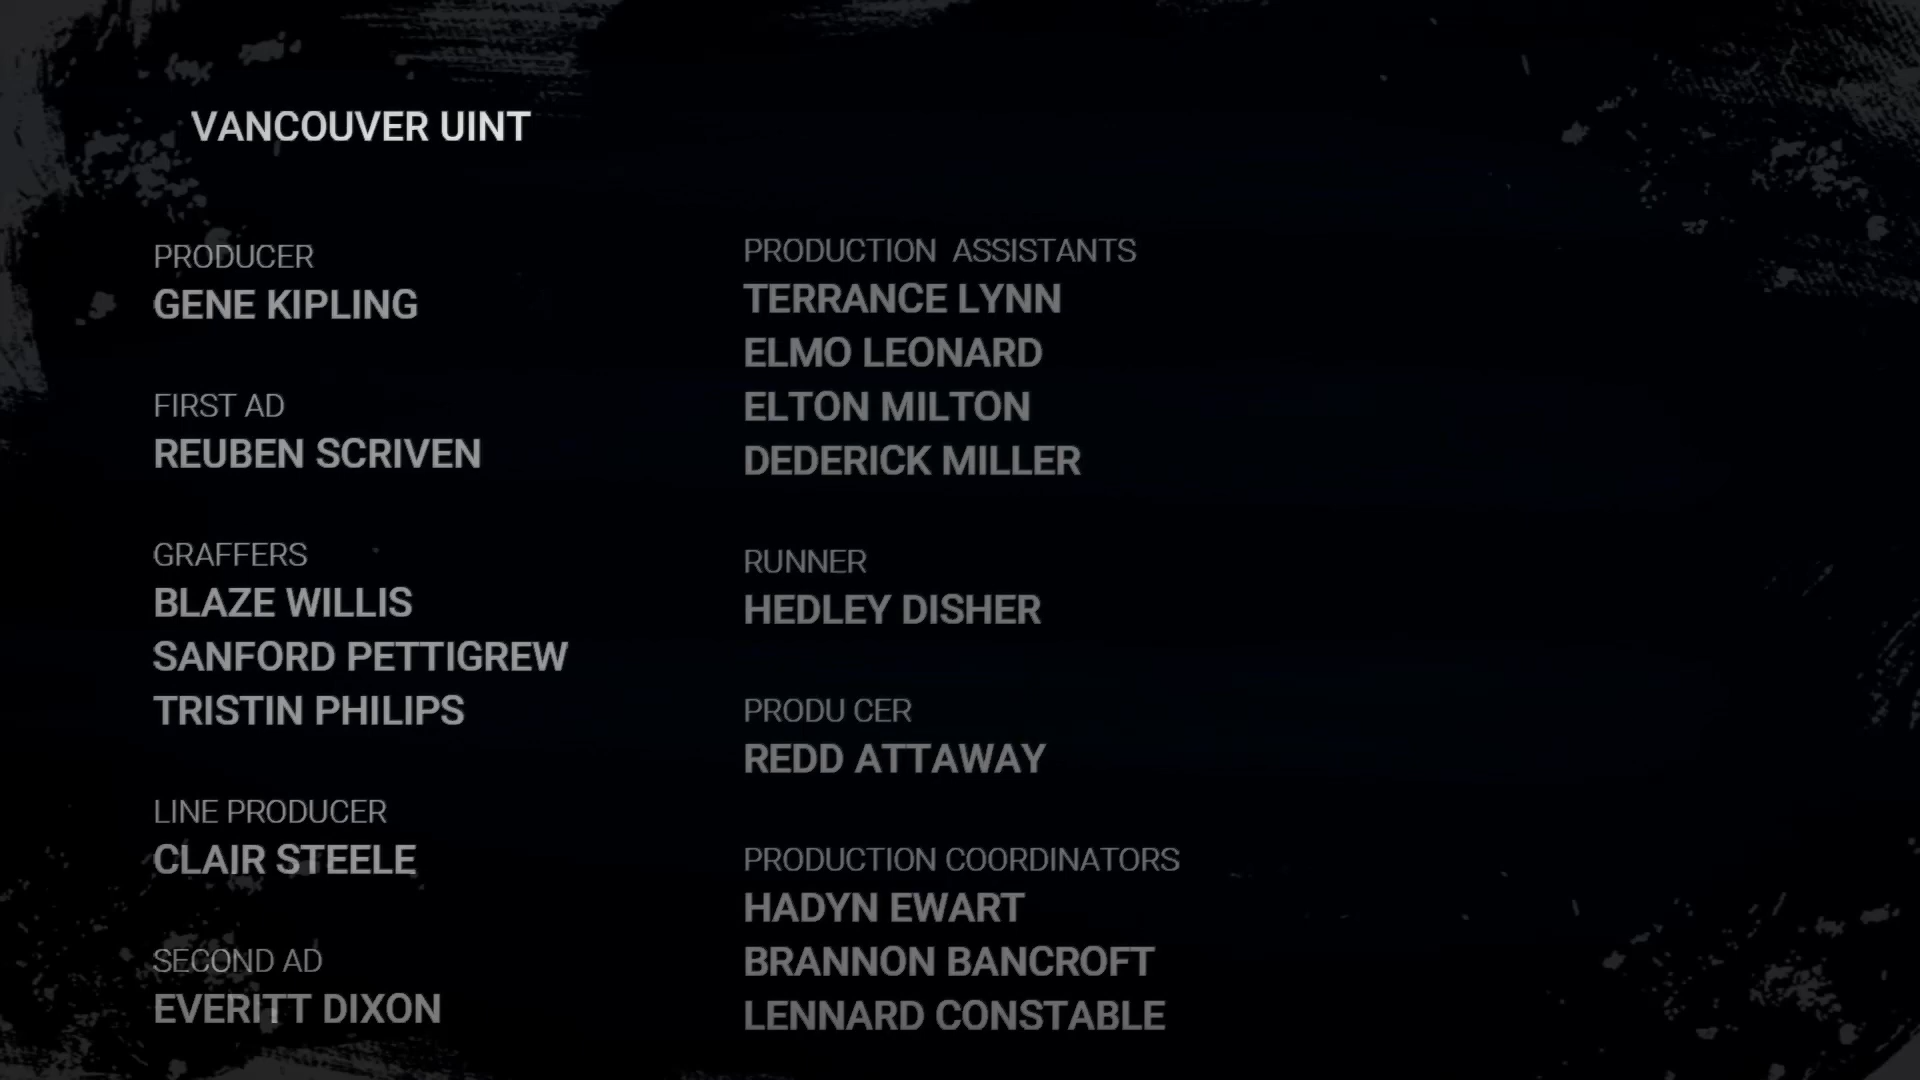 VANCOUVER UINT
PRODUCER
GENE KIPLING
FIRST AD
REUBEN SCRIVEN
GRAFFERS
BLAZE WILLIS
SANFORD PETTIGREW
TRISTIN PHILIPS
LINE PRODUCER
CLAIR STEELE
SECOND AD
EVERITT DIXON
PRODUCTION  ASSISTANTS
TERRANCE LYNN
ELMO LEONARD
ELTON MILTON
DEDERICK MILLER
RUNNER
HEDLEY DISHER
PRODU CER
REDD ATTAWAY
PRODUCTION COORDINATORS
HADYN EWART
BRANNON BANCROFT
LENNARD CONSTABLE